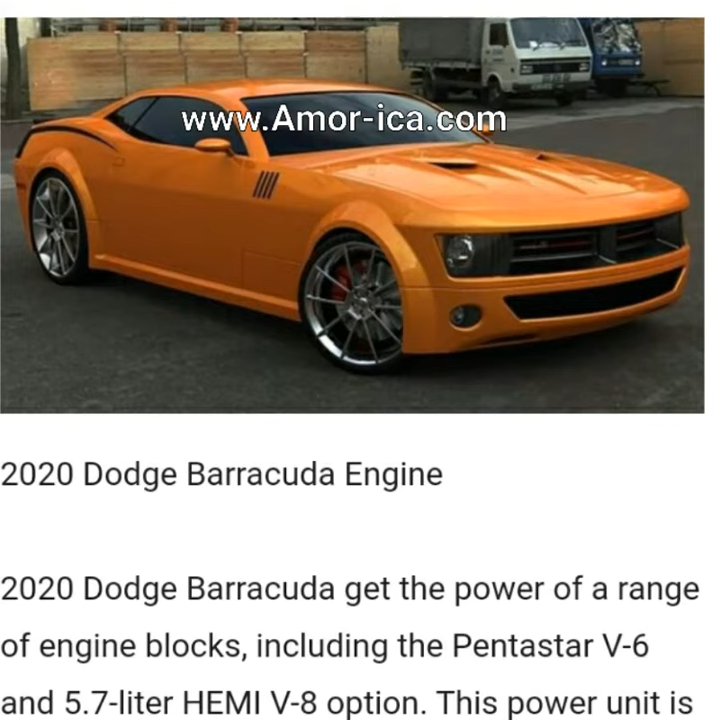 www.Amor-ica.com
2020 Dodge Barracuda Engine
2020 Dodge Barracuda get the power of a range
of engine blocks, including the Pentastar V-6
and 5.7-liter HEMI V-8 option. This power unit is